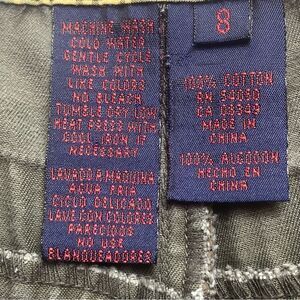 MACHINE WASH
COLD WATER
GENTLE CYCLE
WASH WITH
LIKE COLORS
NO BLEACH
TUMBLE DRY LOW
HEAT PRESS WITH
COOL IRON IF
NECESSARY
LAVADO A MAQUINA
AGUA FRIA
CICLO DELICADO
LAVE CON COLORES
PARECIDOS
NO USE
BLANQUEADORES
8
100% COTTON
RN
CA
MADE IN
CHINA
100% ALGODON
HECHO EN
CHINA